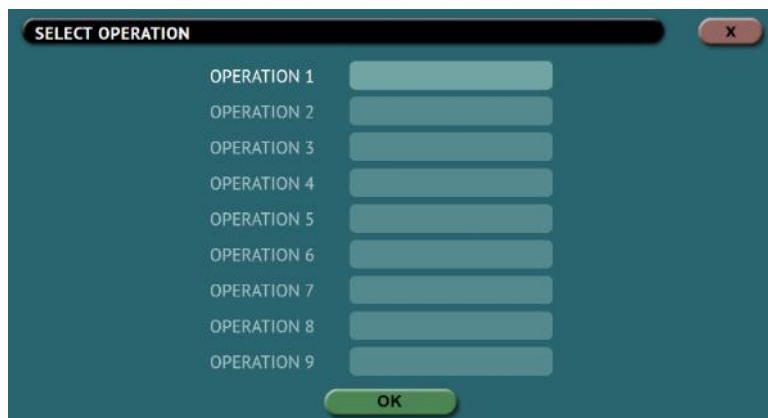 SELECT OPERATION
X
OPERATION 1
OPERATION 2
OPERATION 3
OPERATION 4
OPERATION 5
OPERATION 6
OPERATION 7
OPERATION 8
OPERATION 9
OK